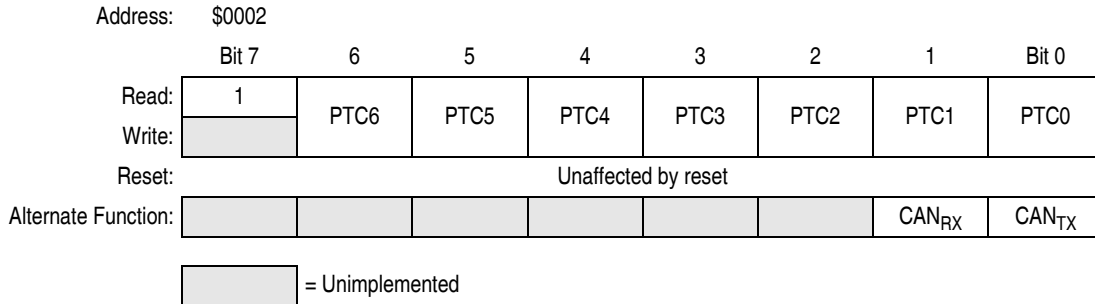 Address: $0002
Bit 7 6 5 4 3 2 1 Bit 0
Read: 1 PTC6 PTC5 PTC4 PTC3 PTC2 PTC1 PTC0
Write:
Reset: Unaffected by reset
Alternate Function: CANRX CANTX
= Unimplemented